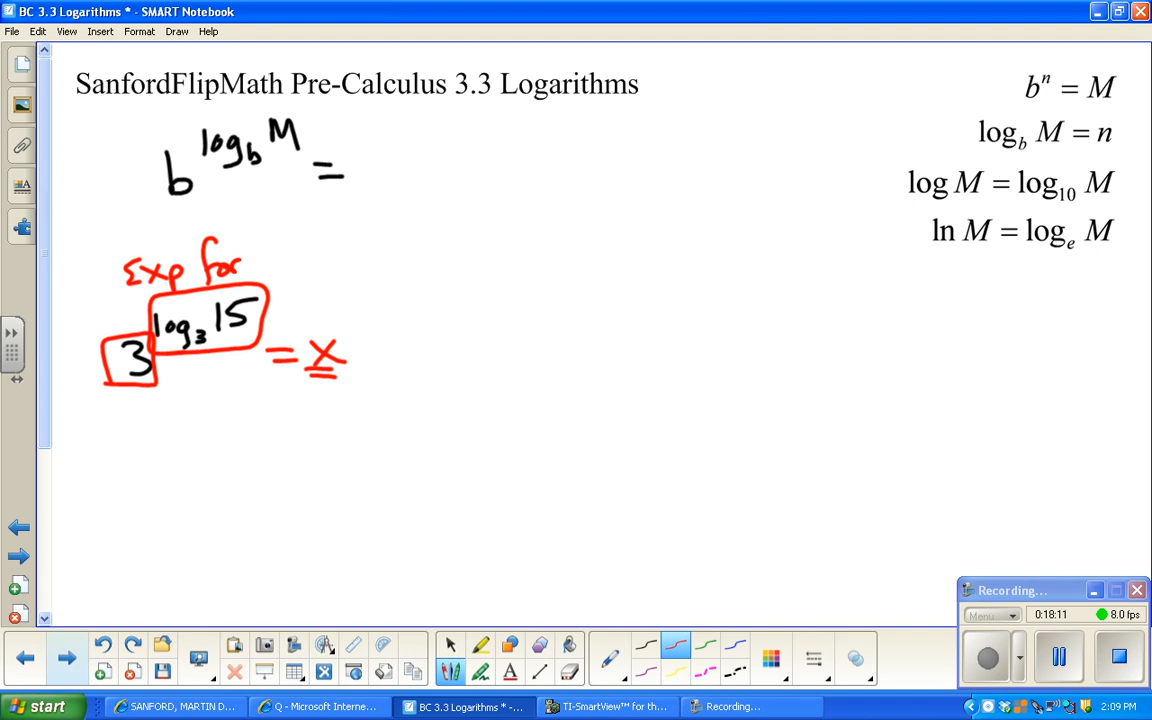 BC 3.3 Logarithms * - SMART Notebook
File Edit View Insert Format Draw Help
SanfordFlipMath Pre-Calculus 3.3 Logarithms
b^n = M
log_b M = n
log M = log_10 M
ln M = log_e M
b^(log_b M) =
Exp for
3^(log_3 15) = x
Recording...
Menu
0:18:11
8.0 fps
start
SANFORD, MARTIN D...
Q - Microsoft Interne...
BC 3.3 Logarithms * -...
TI-SmartView™ for th...
Recording...
2:09 PM